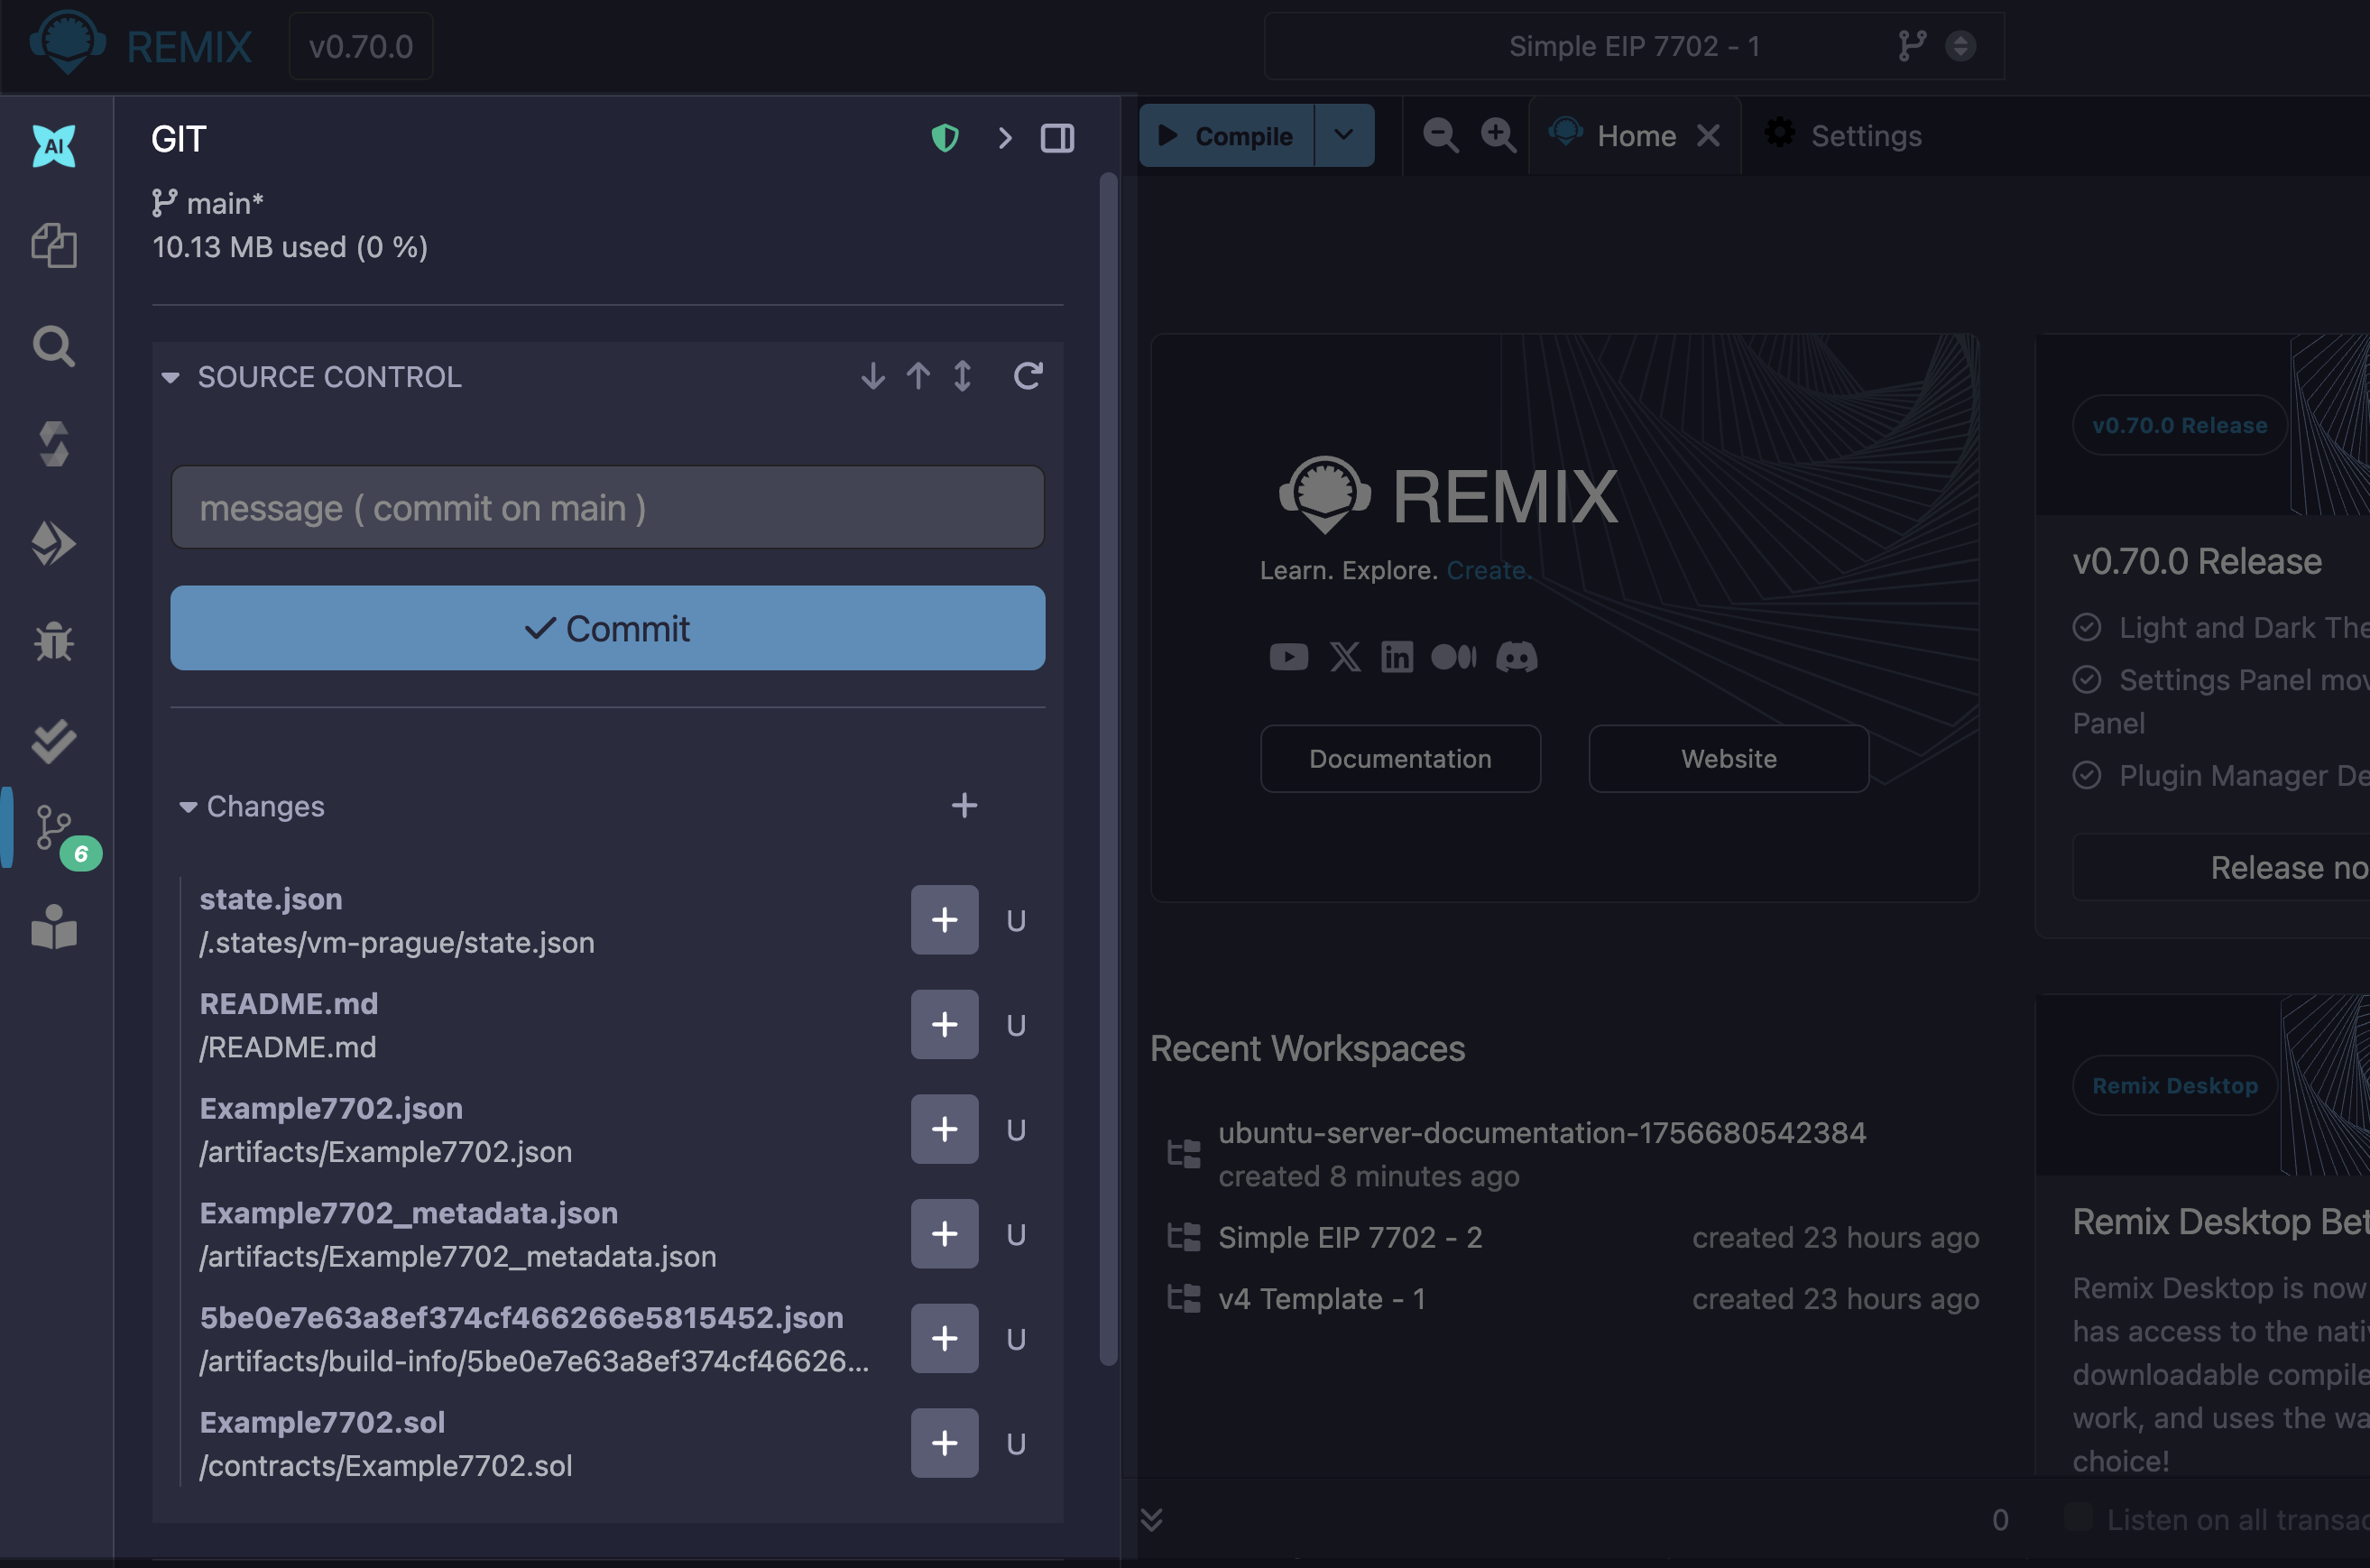 REMIX
v0.70.0
Simple EIP 7702 - 1
AI
GIT
main*
10.13 MB used (0 %)
SOURCE CONTROL
message ( commit on main )
Commit
Changes
state.json
/.states/vm-prague/state.json
U
README.md
/README.md
U
Example7702.json
/artifacts/Example7702.json
U
Example7702_metadata.json
/artifacts/Example7702_metadata.json
U
5be0e7e63a8ef374cf466266e5815452.json
/artifacts/build-info/5be0e7e63a8ef374cf46626...
U
Example7702.sol
/contracts/Example7702.sol
U
6
Compile
Home
Settings
REMIX
Learn. Explore. Create.
in
Documentation
Website
Recent Workspaces
ubuntu-server-documentation-1756680542384
created 8 minutes ago
Simple EIP 7702 - 2
created 23 hours ago
v4 Template - 1
created 23 hours ago
v0.70.0 Release
v0.70.0 Release
Light and Dark The
Settings Panel mov
Panel
Plugin Manager De
Release no
Remix Desktop
Remix Desktop Bet
Remix Desktop is now
has access to the nati
downloadable compile
work, and uses the wa
choice!
0
Listen on all transac